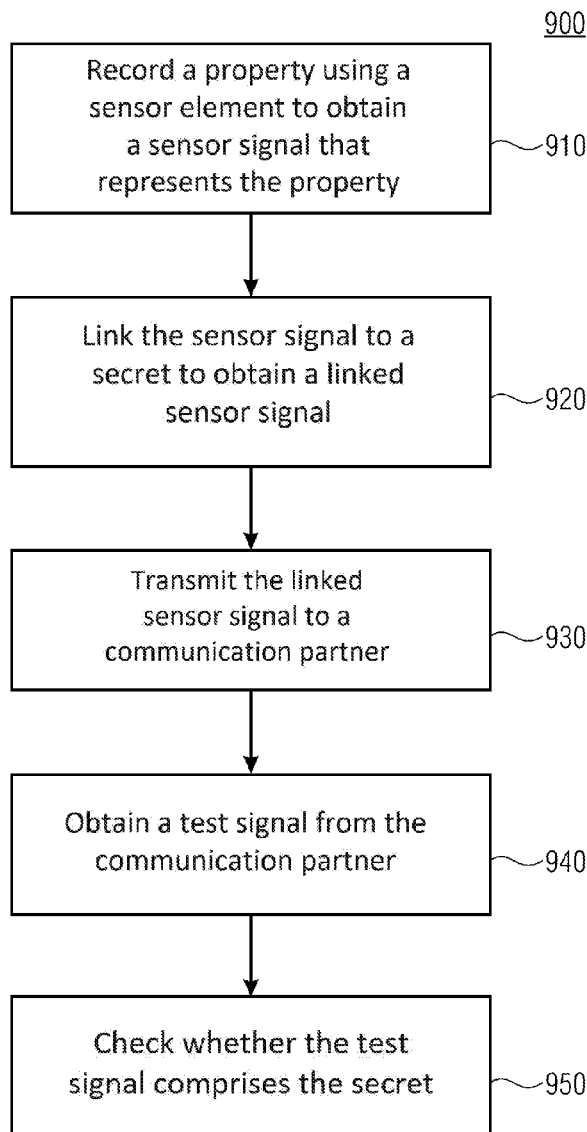 900
Record a property using a
sensor element to obtain
a sensor signal that
represents the property
910
Link the sensor signal to a
secret to obtain a linked
sensor signal
920
Transmit the linked
sensor signal to a
communication partner
930
Obtain a test signal from the
communication partner
940
Check whether the test
signal comprises the secret
950